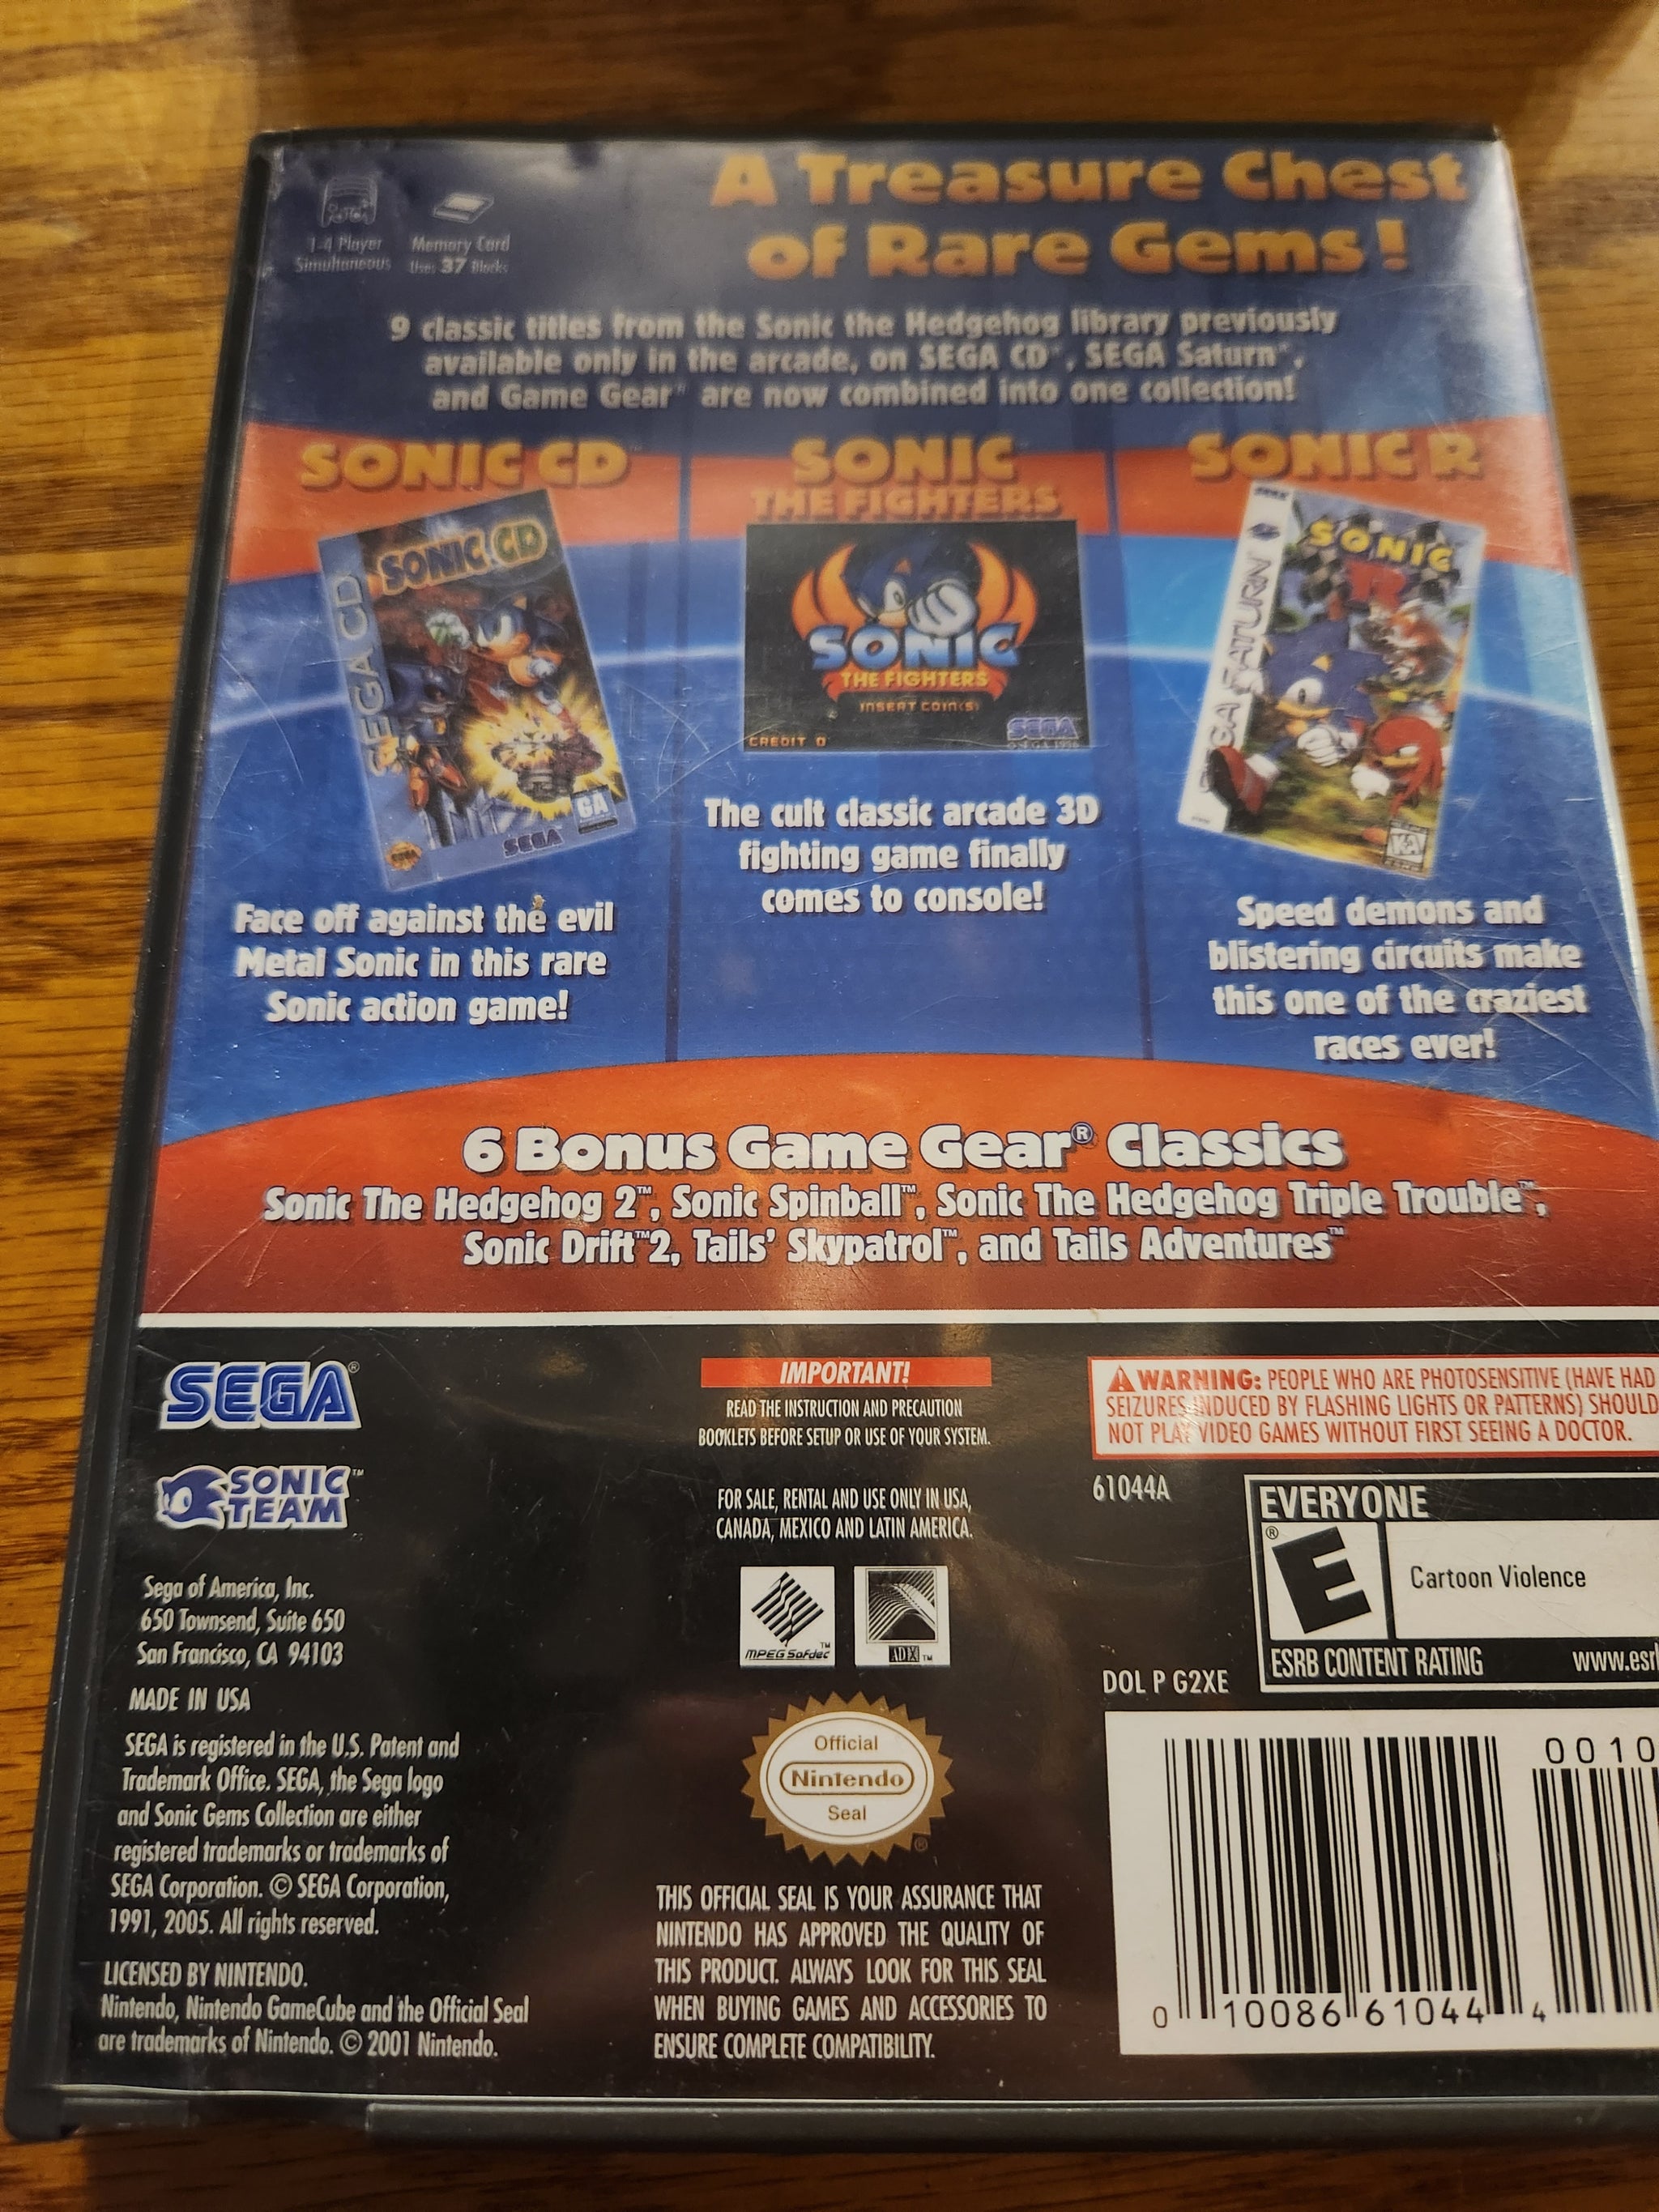 A Treasure Chest
of Rare Gems!
1-4 Player
Simultaneous
Memory Card
Uses 37 Blocks
9 classic titles from the Sonic the Hedgehog library previously
available only in the arcade, on SEGA CD™, SEGA Saturn™,
and Game Gear® are now combined into one collection!
SONIC CD™
SEGA CD
SONIC CD
GA
SEGA
Face off against the evil
Metal Sonic in this rare
Sonic action game!
SONIC
THE FIGHTERS
SONIC
THE FIGHTERS
INSERT COIN(S)
SEGA
CREDIT 0
© SEGA 1996
The cult classic arcade 3D
fighting game finally
comes to console!
SONIC R
SEGA
SEGA SATURN
SONIC
R
KA
Speed demons and
blistering circuits make
this one of the craziest
races ever!
6 Bonus Game Gear® Classics
Sonic The Hedgehog 2™, Sonic Spinball™, Sonic The Hedgehog Triple Trouble™,
Sonic Drift™2, Tails' Skypatrol™, and Tails Adventures™
SEGA®
SONIC
TEAM™
Sega of America, Inc.
650 Townsend, Suite 650
San Francisco, CA 94103
MADE IN USA
SEGA is registered in the U.S. Patent and
Trademark Office. SEGA, the Sega logo
and Sonic Gems Collection are either
registered trademarks or trademarks of
SEGA Corporation. © SEGA Corporation,
1991, 2005. All rights reserved.
LICENSED BY NINTENDO.
Nintendo, Nintendo GameCube and the Official Seal
are trademarks of Nintendo. © 2001 Nintendo.
IMPORTANT!
READ THE INSTRUCTION AND PRECAUTION
BOOKLETS BEFORE SETUP OR USE OF YOUR SYSTEM.
FOR SALE, RENTAL AND USE ONLY IN USA,
CANADA, MEXICO AND LATIN AMERICA.
MPEG Sofdec™
ADX™
Official
Nintendo
Seal
®
THIS OFFICIAL SEAL IS YOUR ASSURANCE THAT
NINTENDO HAS APPROVED THE QUALITY OF
THIS PRODUCT. ALWAYS LOOK FOR THIS SEAL
WHEN BUYING GAMES AND ACCESSORIES TO
ENSURE COMPLETE COMPATIBILITY.
WARNING: PEOPLE WHO ARE PHOTOSENSITIVE (HAVE HAD
SEIZURES INDUCED BY FLASHING LIGHTS OR PATTERNS) SHOULD
NOT PLAY VIDEO GAMES WITHOUT FIRST SEEING A DOCTOR.
61044A
EVERYONE
E®
Cartoon Violence
ESRB CONTENT RATING www.esr
DOL P G2XE
0010
0 10086 61044 4